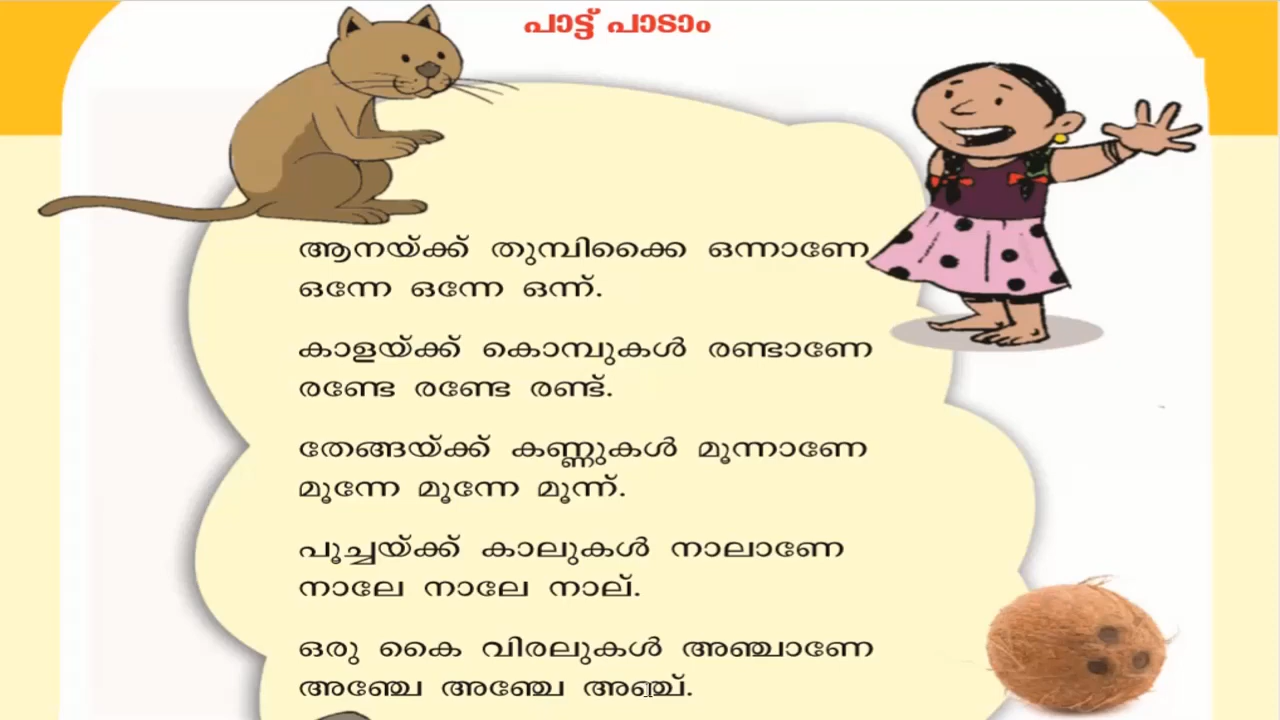 പാട്ട് പാടാം
ആനയ്ക്ക് തുമ്പിക്കൈ ഒന്നാണേ
ഒന്നേ ഒന്നേ ഒന്ന്.
കാളയ്ക്ക് കൊമ്പുകൾ രണ്ടാണേ
രണ്ടേ രണ്ടേ രണ്ട്.
തേങ്ങയ്ക്ക് കണ്ണുകൾ മൂന്നാണേ
മൂന്നേ മൂന്നേ മൂന്ന്.
പൂച്ചയ്ക്ക് കാലുകൾ നാലാണേ
നാലേ നാലേ നാല്.
ഒരു കൈ വിരലുകൾ അഞ്ചാണേ
അഞ്ചേ അഞ്ചേ അഞ്ച്.